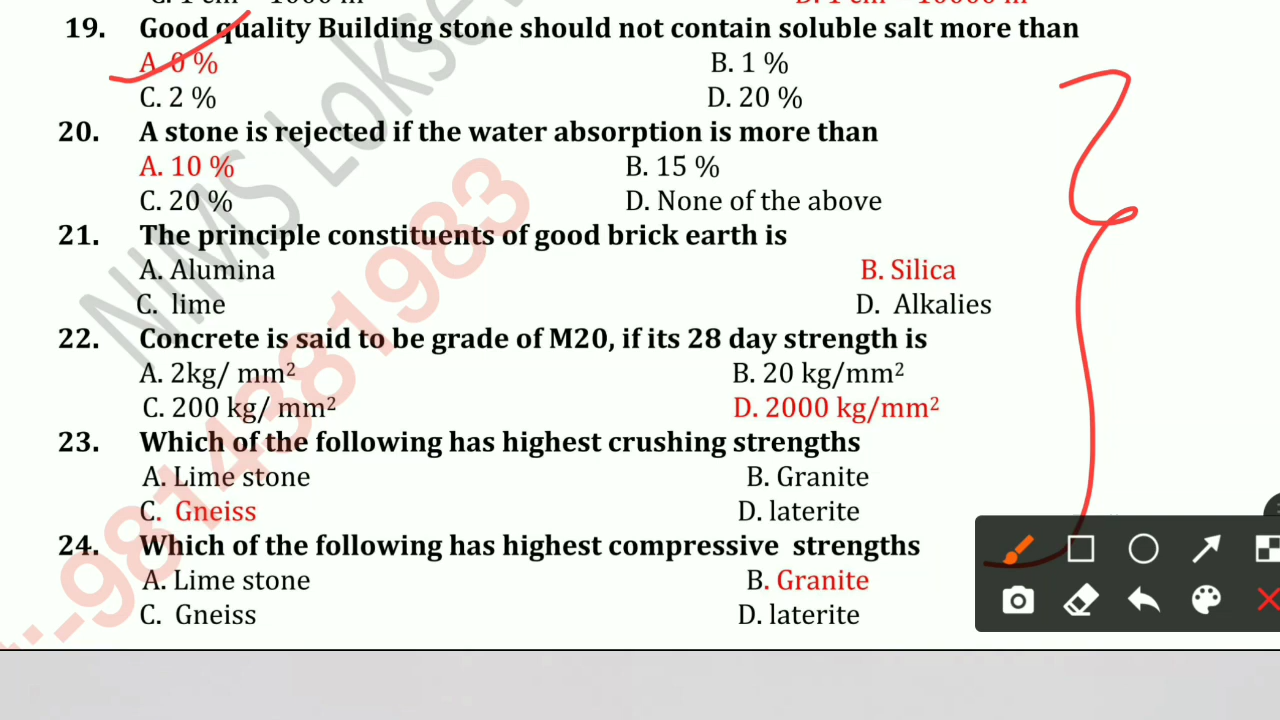 19. Good quality Building stone should not contain soluble salt more than
A. 0 % B. 1 %
C. 2 % D. 20 %
20. A stone is rejected if the water absorption is more than
A. 10 % B. 15 %
C. 20 % D. None of the above
21. The principle constituents of good brick earth is
A. Alumina B. Silica
C. lime D. Alkalies
22. Concrete is said to be grade of M20, if its 28 day strength is
A. 2kg/ mm² B. 20 kg/mm²
C. 200 kg/ mm² D. 2000 kg/mm²
23. Which of the following has highest crushing strengths
A. Lime stone B. Granite
C. Gneiss D. laterite
24. Which of the following has highest compressive strengths
A. Lime stone B. Granite
C. Gneiss D. laterite
NIMS Loksew
:-9814381983